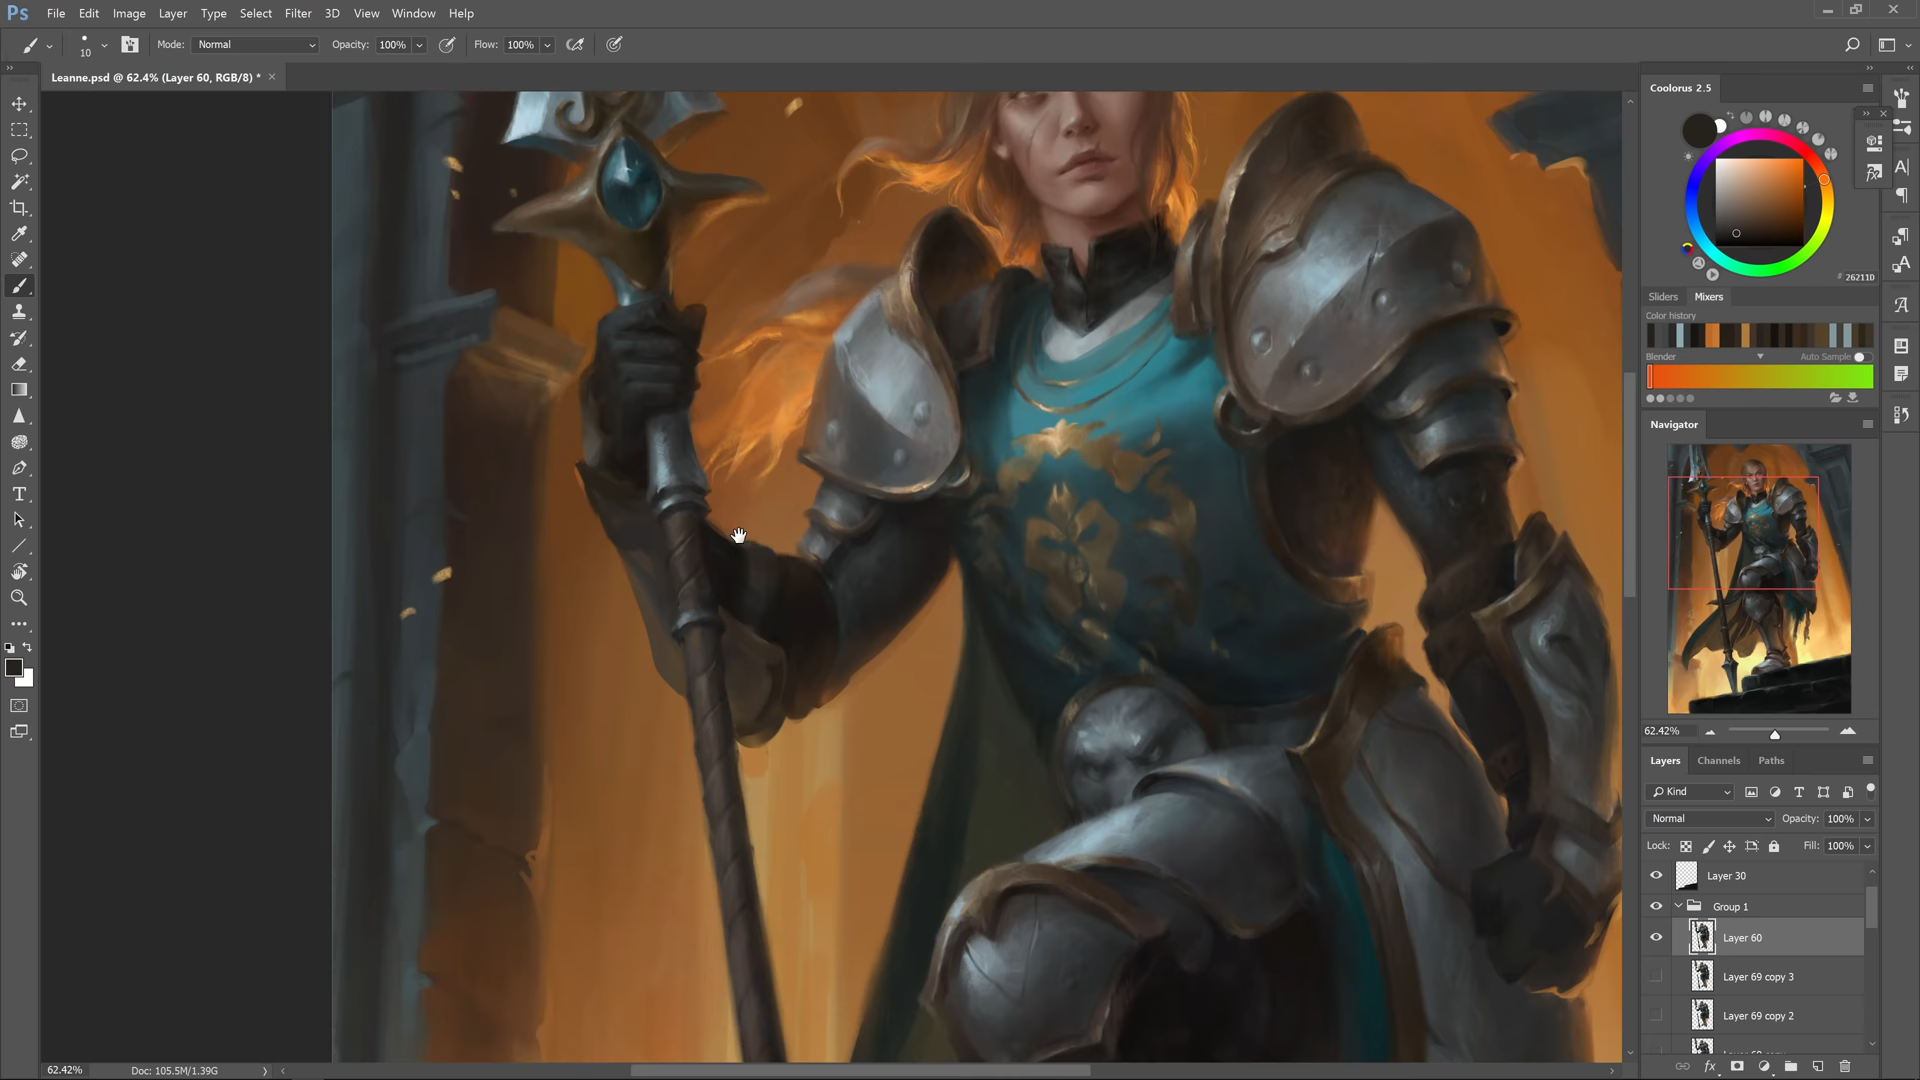 Ps File Edit Image Layer Type Select Filter 3D View Window Help
10 Mode: Normal Opacity: 100% Flow: 100%
Leanne.psd @ 62.4% (Layer 60, RGB/8) *
Coolorus 2.5
# 26211D
Sliders Mixers
Color history
Blender Auto Sample
Navigator
62.42%
Layers Channels Paths
Kind
Normal Opacity: 100%
Lock: Fill: 100%
Layer 30
Group 1
Layer 60
Layer 69 copy 3
Layer 69 copy 2
fx
62.42% Doc: 105.5M/1.39G